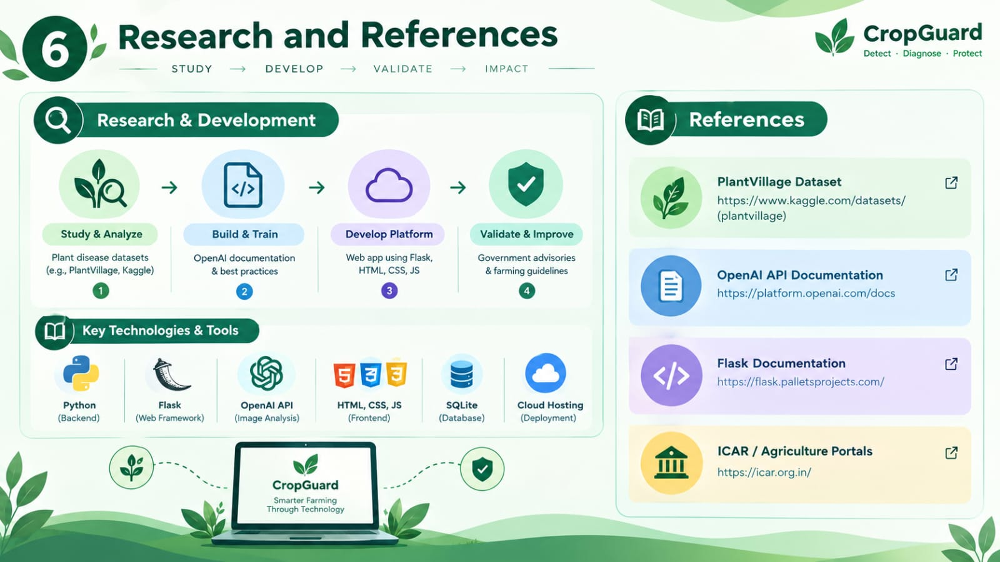 6
Research and References
STUDY → DEVELOP → VALIDATE → IMPACT
CropGuard
Detect · Diagnose · Protect
Research & Development
Study & Analyze
Plant disease datasets
(e.g., PlantVillage, Kaggle)
1
Build & Train
OpenAI documentation
& best practices
2
Develop Platform
Web app using Flask,
HTML, CSS, JS
3
Validate & Improve
Government advisories
& farming guidelines
4
Key Technologies & Tools
Python
(Backend)
Flask
(Web Framework)
OpenAI API
(Image Analysis)
5 3 3
HTML, CSS, JS
(Frontend)
SQLite
(Database)
Cloud Hosting
(Deployment)
CropGuard
Smarter Farming
Through Technology
References
PlantVillage Dataset
https://www.kaggle.com/datasets/
(plantvillage)
OpenAI API Documentation
https://platform.openai.com/docs
Flask Documentation
https://flask.palletsprojects.com/
ICAR / Agriculture Portals
https://icar.org.in/